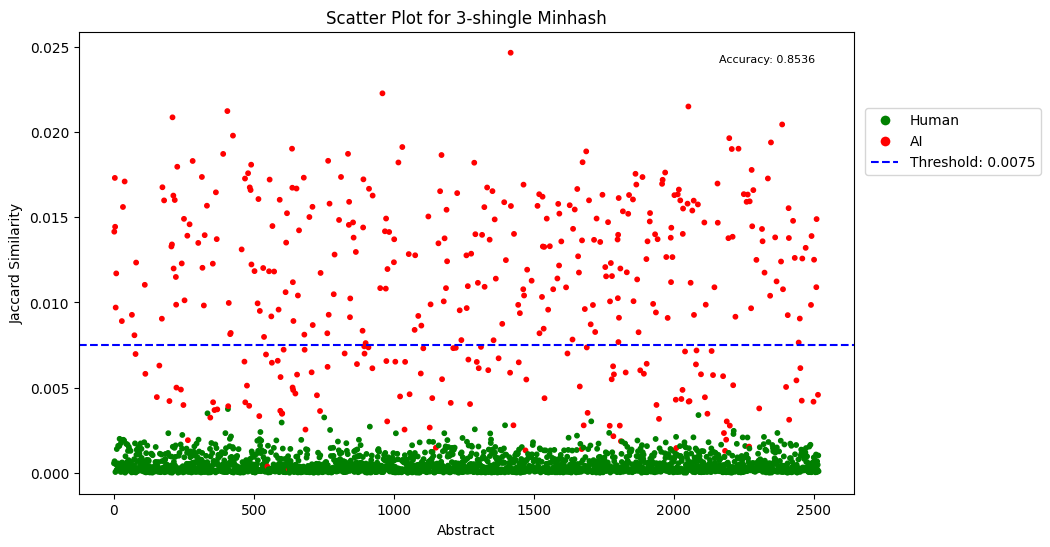 Scatter Plot for 3-shingle Minhash
Accuracy: 0.8536
Human
AI
Threshold: 0.0075
Jaccard Similarity
0.025
0.020
0.015
0.010
0.005
0.000
0 500 1000 1500 2000 2500
Abstract